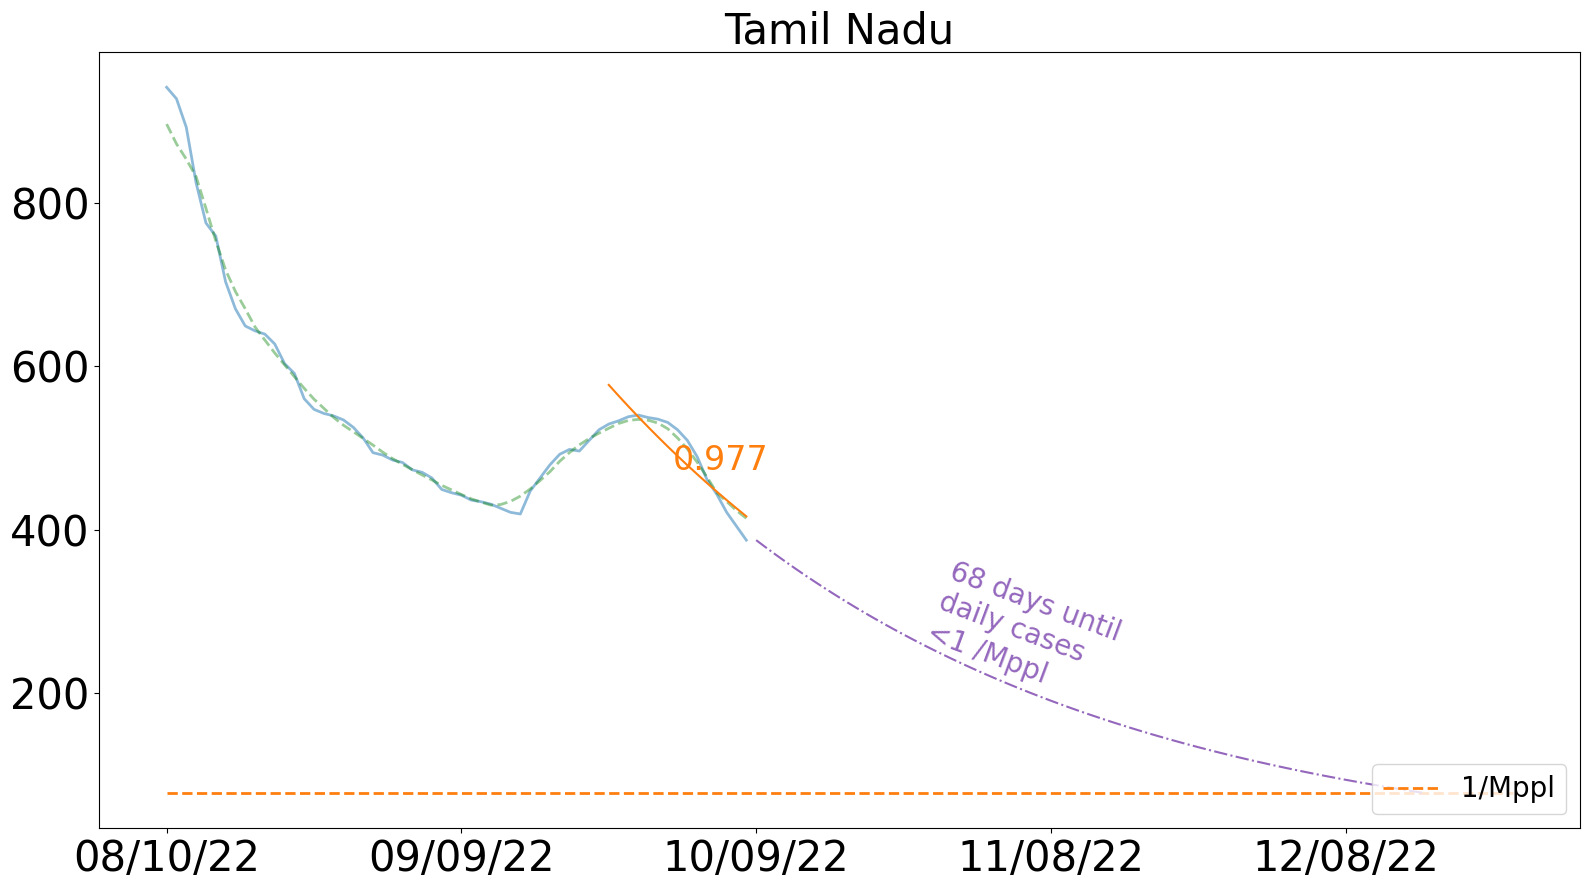 Tamil Nadu
800
600
400
200
0.977
68 days until
daily cases
<1 /Mppl
1/Mppl
08/10/22
09/09/22
10/09/22
11/08/22
12/08/22